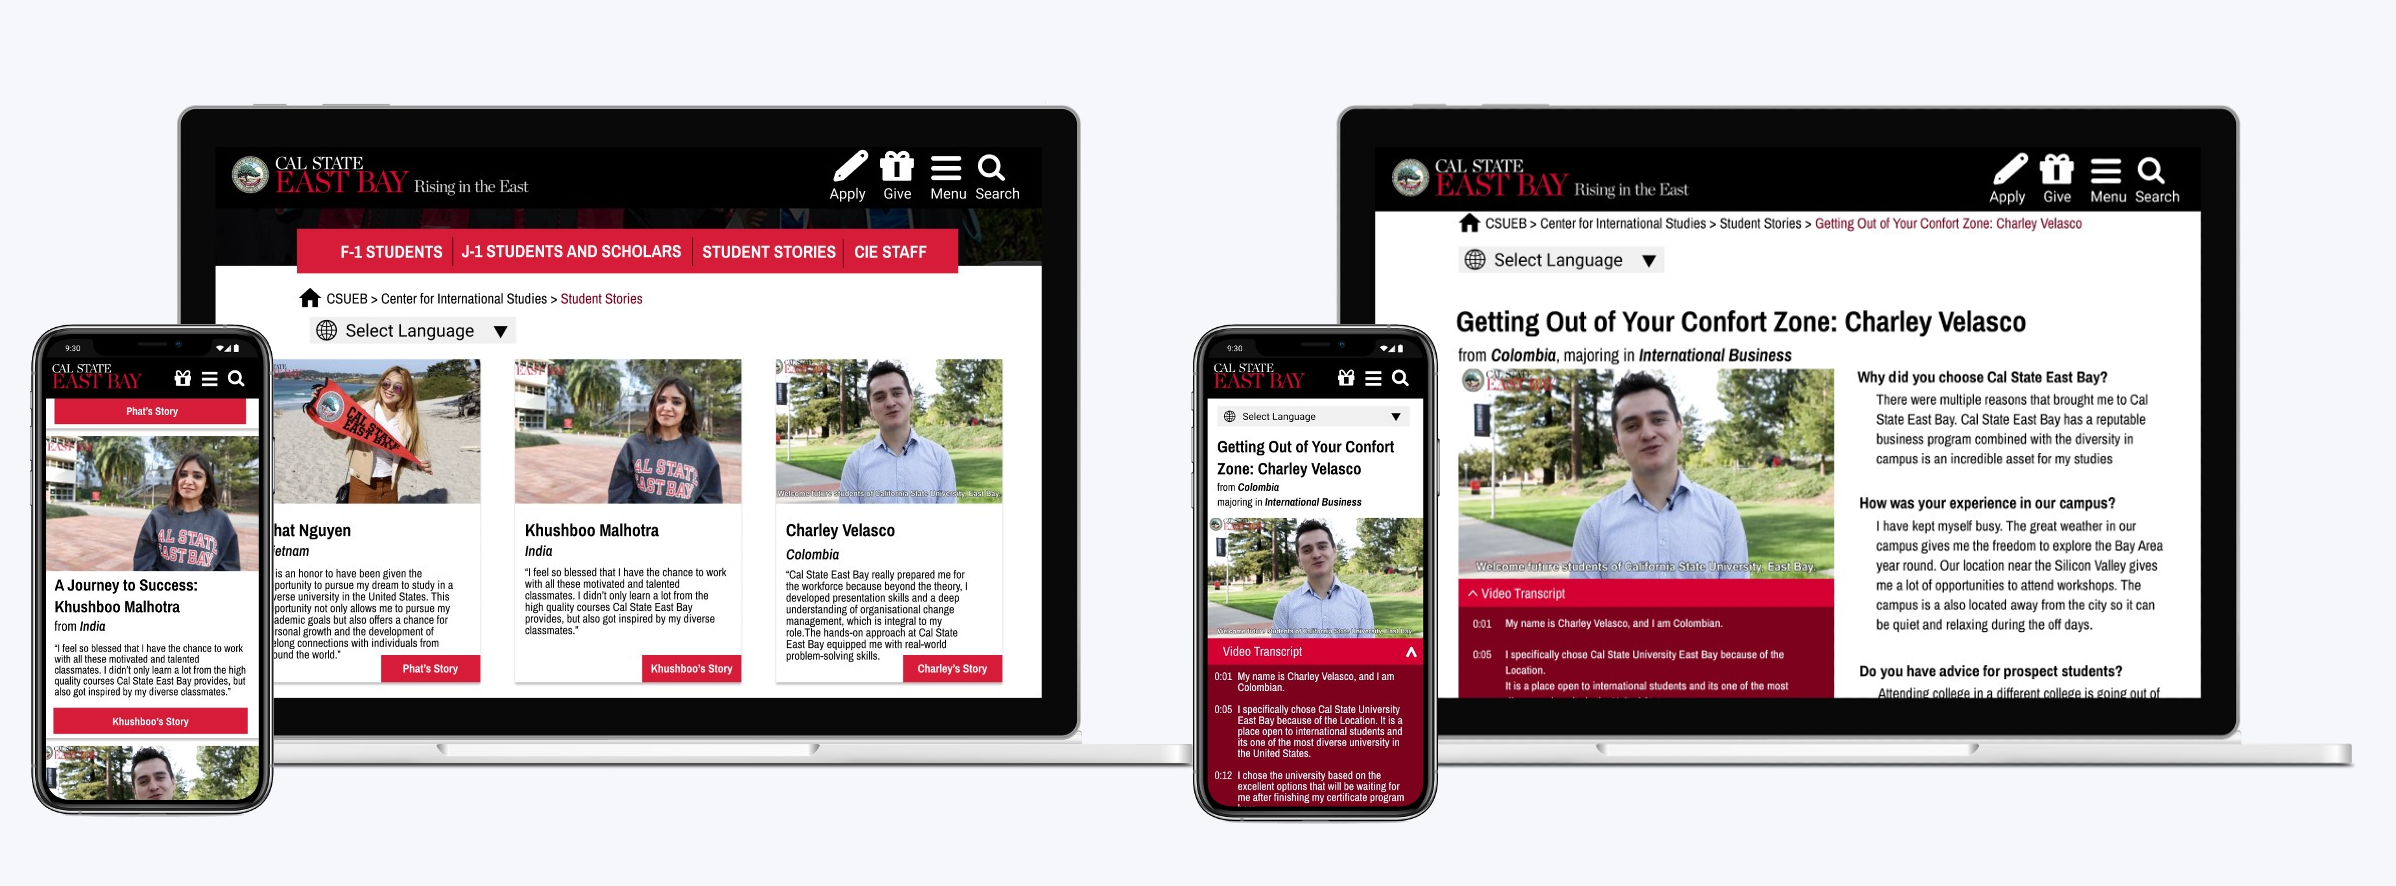 CAL STATE
EAST BAY Rising in the East
Apply Give Menu Search
F-1 STUDENTS J-1 STUDENTS AND SCHOLARS STUDENT STORIES CIE STAFF
CSUEB > Center for International Studies > Student Stories
Select Language
CAL STATE
EAST BAY
Welcome future students of California State University, East Bay.
hat Nguyen
etnam
is an honor to have been given the
portunity to pursue my dream to study in a
verse university in the United States. This
portunity not only allows me to pursue my
ademic goals but also offers a chance for
rsonal growth and the development of
elong connections with individuals from
ound the world."
Phat's Story
Khushboo Malhotra
India
"I feel so blessed that I have the chance to work
with all these motivated and talented
classmates. I didn't only learn a lot from the
high quality courses Cal State East Bay
provides, but also got inspired by my diverse
classmates."
Khushboo's Story
Charley Velasco
Colombia
"Cal State East Bay really prepared me for
the workforce because beyond the theory, I
developed presentation skills and a deep
understanding of organisational change
management, which is integral to my
role.The hands-on approach at Cal State
East Bay equipped me with real-world
problem-solving skills.
Charley's Story
9:30
CAL STATE
EAST BAY
Phat's Story
AL STATE
EAST BAY
A Journey to Success:
Khushboo Malhotra
from India
"I feel so blessed that I have the chance to work
with all these motivated and talented
classmates. I didn't only learn a lot from the high
quality courses Cal State East Bay provides, but
also got inspired by my diverse classmates."
Khushboo's Story
CAL STATE
EAST BAY Rising in the East
Apply Give Menu Search
CSUEB > Center for International Studies > Student Stories > Getting Out of Your Confort Zone: Charley Velasco
Select Language
Getting Out of Your Confort Zone: Charley Velasco
from Colombia, majoring in International Business
Welcome future students of California State University, East Bay.
Video Transcript
0:01 My name is Charley Velasco, and I am Colombian.
0:05 I specifically chose Cal State University East Bay because of the
Location.
It is a place open to international students and its one of the most
Why did you choose Cal State East Bay?
There were multiple reasons that brought me to Cal
State East Bay. Cal State East Bay has a reputable
business program combined with the diversity in
campus is an incredible asset for my studies
How was your experience in our campus?
I have kept myself busy. The great weather in our
campus gives me the freedom to explore the Bay Area
year round. Our location near the Silicon Valley gives
me a lot of opportunities to attend workshops. The
campus is a also located away from the city so it can
be quiet and relaxing during the off days.
Do you have advice for prospect students?
Attending college in a different college is going out of
9:30
CAL STATE
EAST BAY
Select Language
Getting Out of Your Confort
Zone: Charley Velasco
from Colombia
majoring in International Business
Welcome future students of California State University, East Bay.
Video Transcript
0:01 My name is Charley Velasco, and I am
Colombian.
0:05 I specifically chose Cal State University
East Bay because of the Location. It is a
place open to international students and
its one of the most diverse university in
the United States.
0:12 I chose the university based on the
excellent options that will be waiting for
me after finishing my certificate program